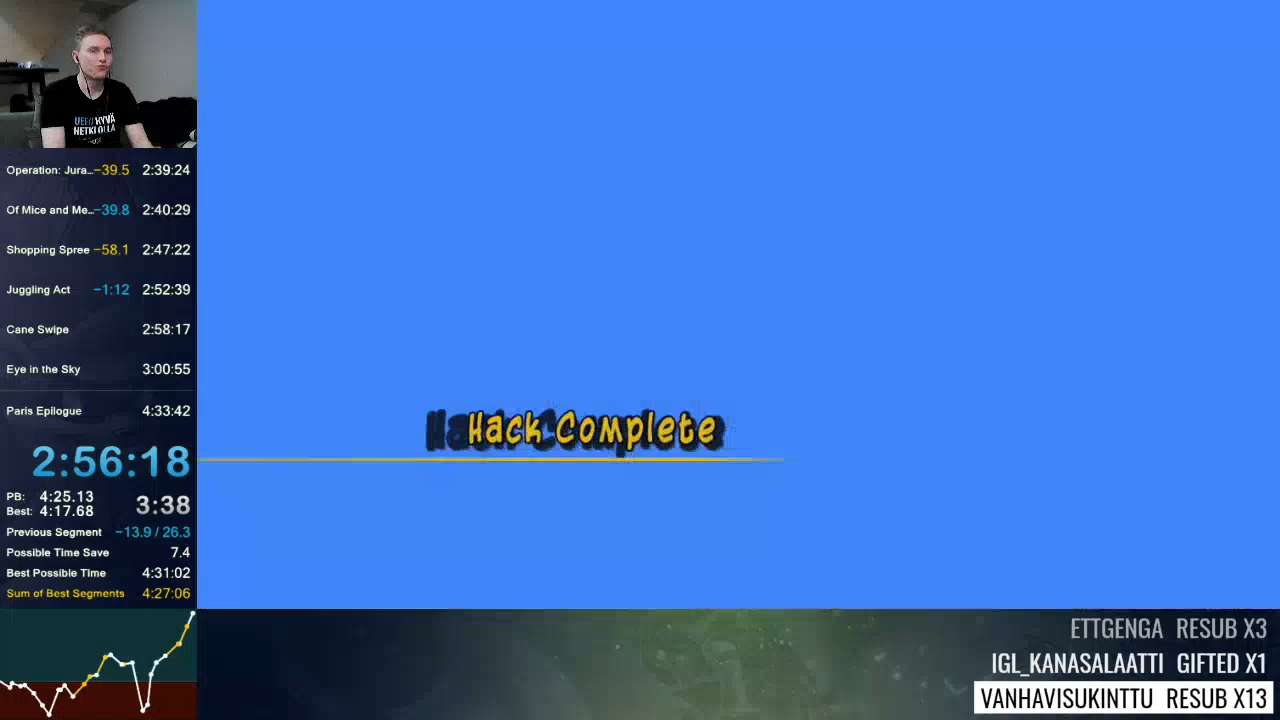 UEFO HYVÄ
HETKI OLLA
Operation: Jura... −39.5 2:39:24
Of Mice and Me... −39.8 2:40:29
Shopping Spree −58.1 2:47:22
Juggling Act −1:12 2:52:39
Cane Swipe 2:58:17
Eye in the Sky 3:00:55
Paris Epilogue 4:33:42
2:56:18
PB: 4:25.13
Best: 4:17.68
3:38
Previous Segment −13.9 / 26.3
Possible Time Save 7.4
Best Possible Time 4:31:02
Sum of Best Segments 4:27:06
Hack Complete
ETTGENGA RESUB X3
IGL_KANASALAATTI GIFTED X1
VANHAVISUKINTTU RESUB X13